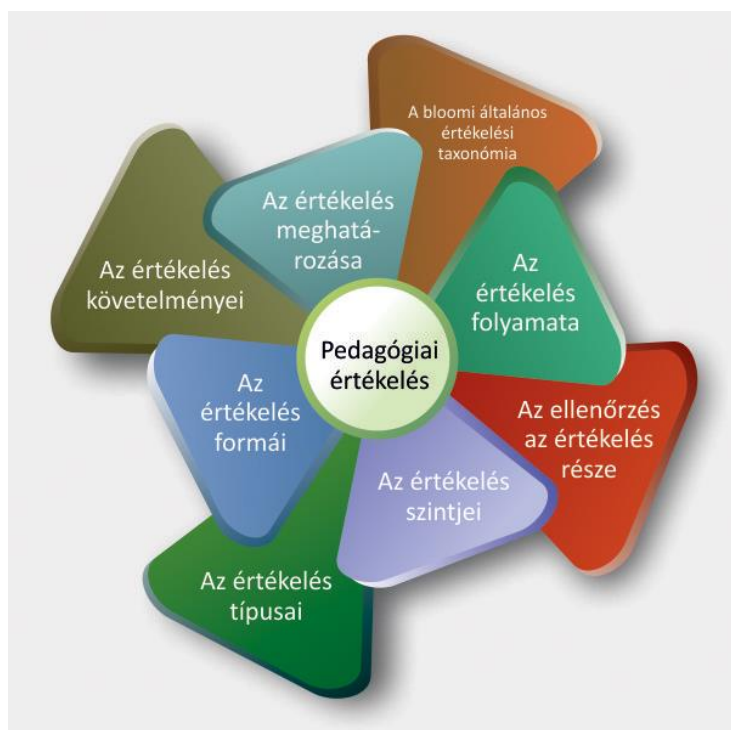 A bloomi általános
értékelési
taxonómia
Az értékelés
meghatá-
rozása
Az
értékelés
folyamata
Az értékelés
követelményei
Pedagógiai
értékelés
Az
értékelés
formái
Az ellenőrzés
az értékelés
része
Az értékelés
szintjei
Az értékelés
típusai